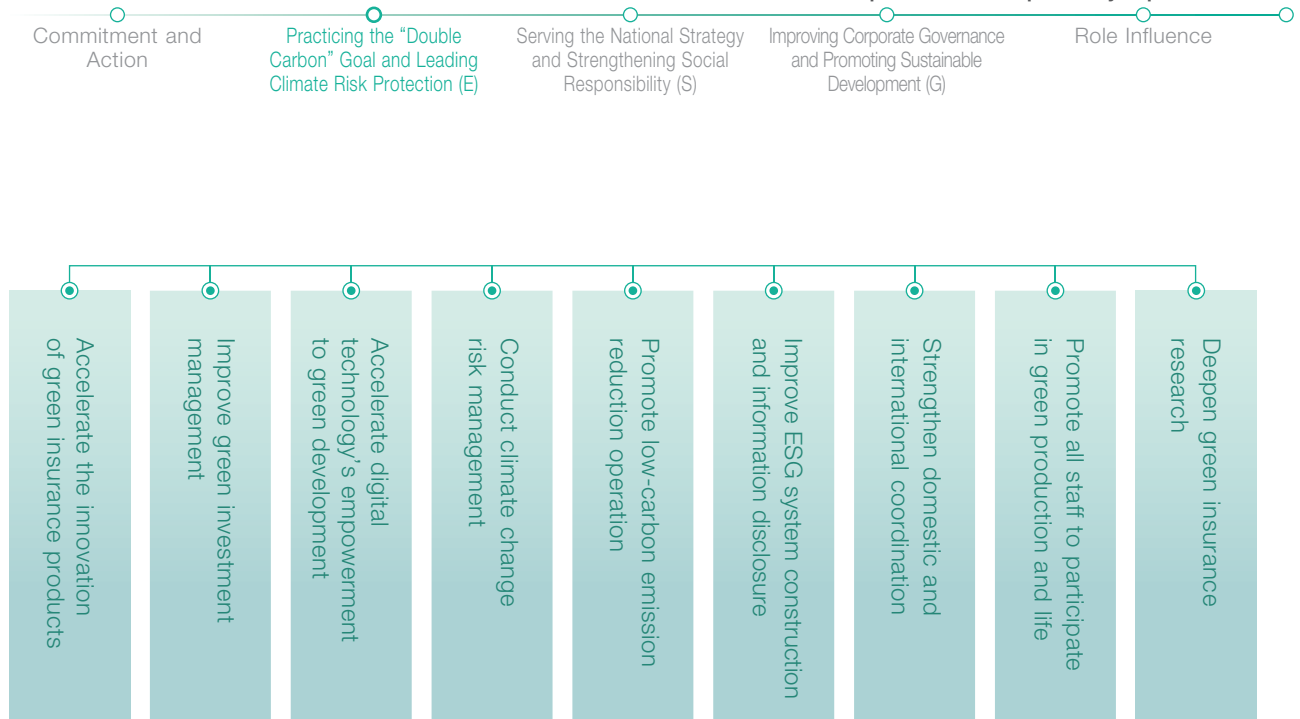 Commitment and
Action
Practicing the “Double
Carbon” Goal and Leading
Climate Risk Protection (E)
Serving the National Strategy
and Strengthening Social
Responsibility (S)
Improving Corporate Governance
and Promoting Sustainable
Development (G)
Role Influence
Accelerate the innovation
of green insurance products
Improve green investment
management
Accelerate digital
technology’s empowerment
to green development
Conduct climate change
risk management
Promote low-carbon emission
reduction operation
Improve ESG system construction
and information disclosure
Strengthen domestic and
international coordination
Promote all staff to participate
in green production and life
Deepen green insurance
research